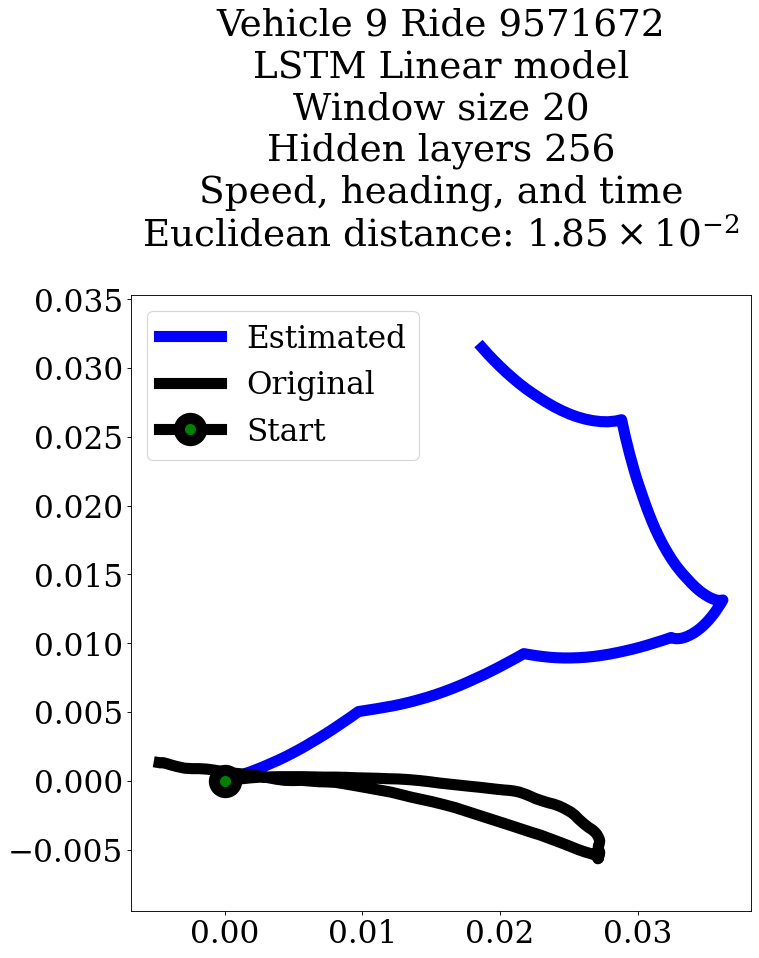 Vehicle 9 Ride 9571672
LSTM Linear model
Window size 20
Hidden layers 256
Speed, heading, and time
Euclidean distance: 1.85 × 10⁻²
0.035
0.030
0.025
0.020
0.015
0.010
0.005
0.000
−0.005
Estimated
Original
Start
0.00 0.01 0.02 0.03